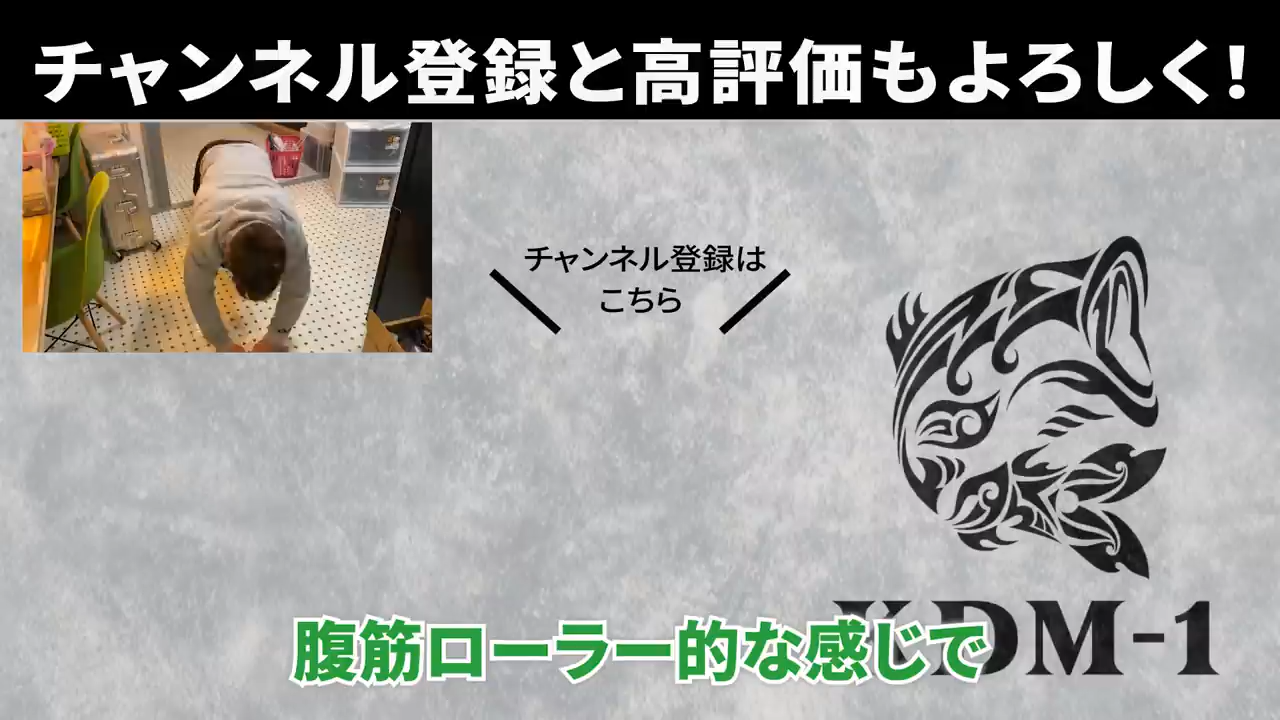 チャンネル登録と高評価もよろしく!
チャンネル登録は
こちら
腹筋ローラー的な感じで
KDM-1